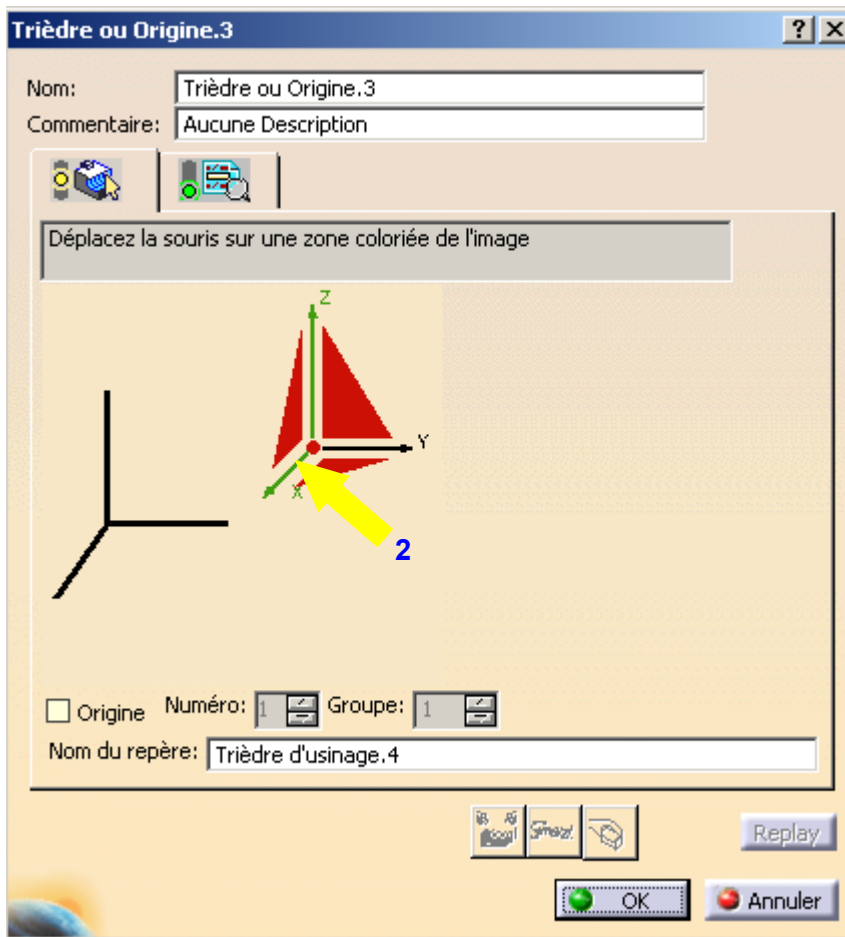 Trièdre ou Origine.3
Nom: Trièdre ou Origine.3
Commentaire: Aucune Description
Déplacez la souris sur une zone coloriée de l'image
Z
Y
X
2
Origine Numéro: 1 Groupe: 1
Nom du repère: Trièdre d'usinage.4
Replay
OK Annuler